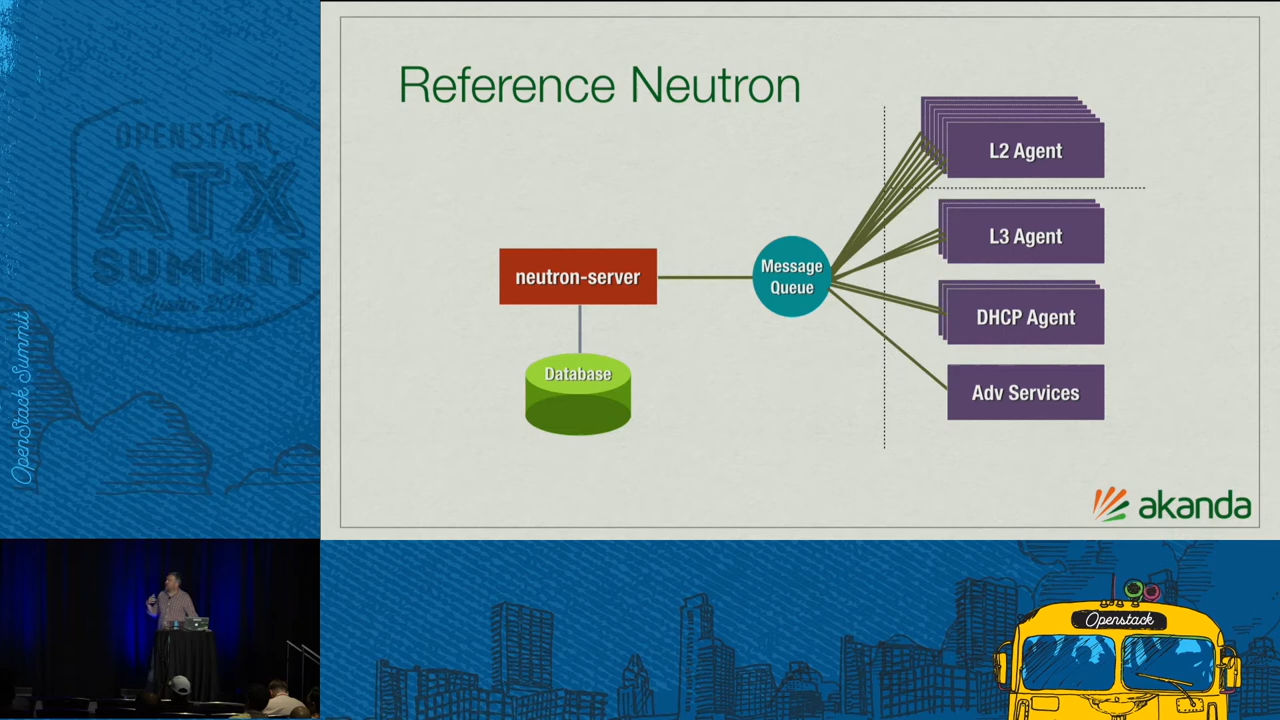 Reference Neutron
L2 Agent
L3 Agent
neutron-server
Message
Queue
DHCP Agent
Database
Adv Services
akanda
OPENSTACK
ATX
SUMMIT
OpenStack Summit
Openstack